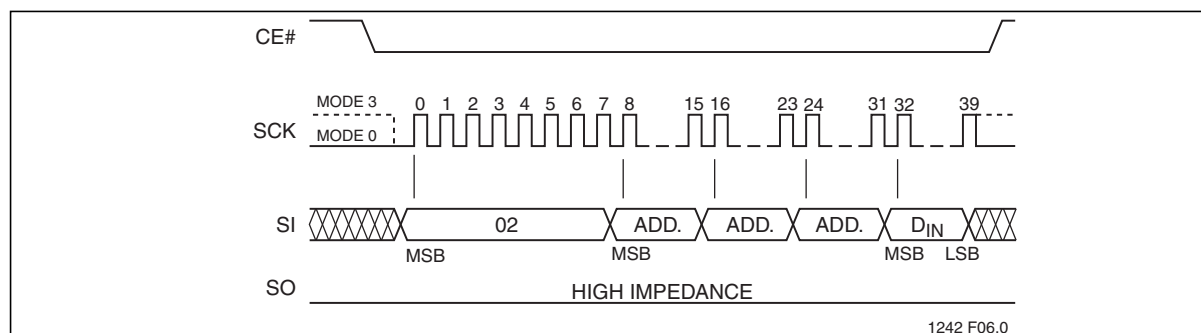 CE#
MODE 3
0 1 2 3 4 5 6 7 8 15 16 23 24 31 32 39
SCK
MODE 0
SI
02 ADD. ADD. ADD. DIN
MSB MSB MSB LSB
SO
HIGH IMPEDANCE
1242 F06.0